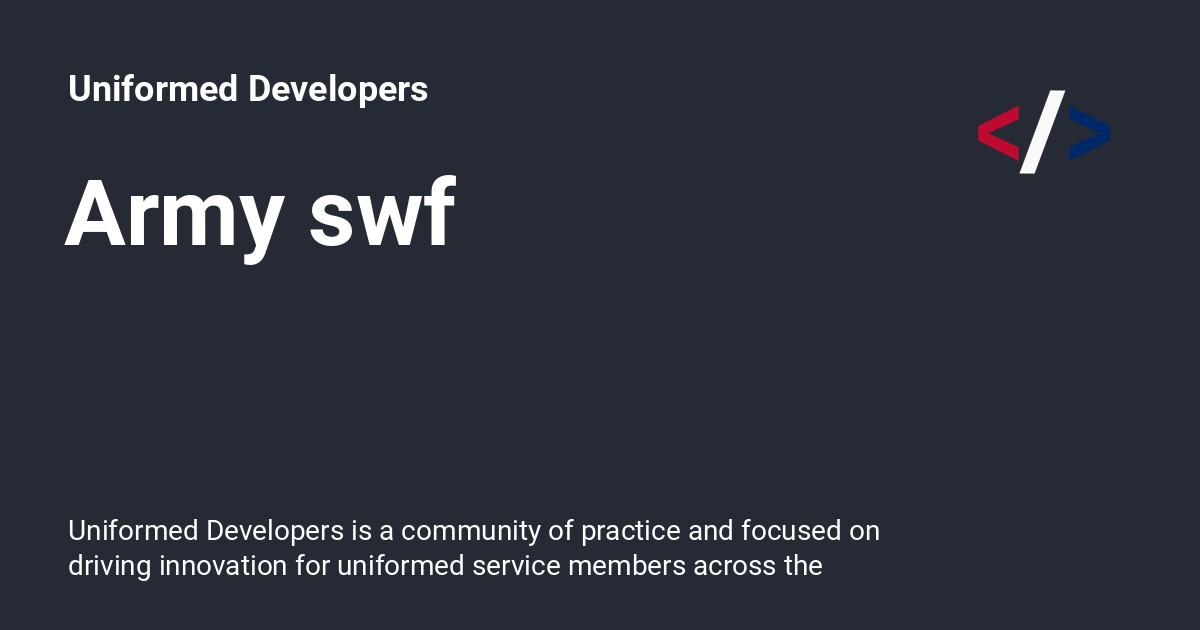 Uniformed Developers
</>
Army swf
Uniformed Developers is a community of practice and focused on
driving innovation for uniformed service members across the